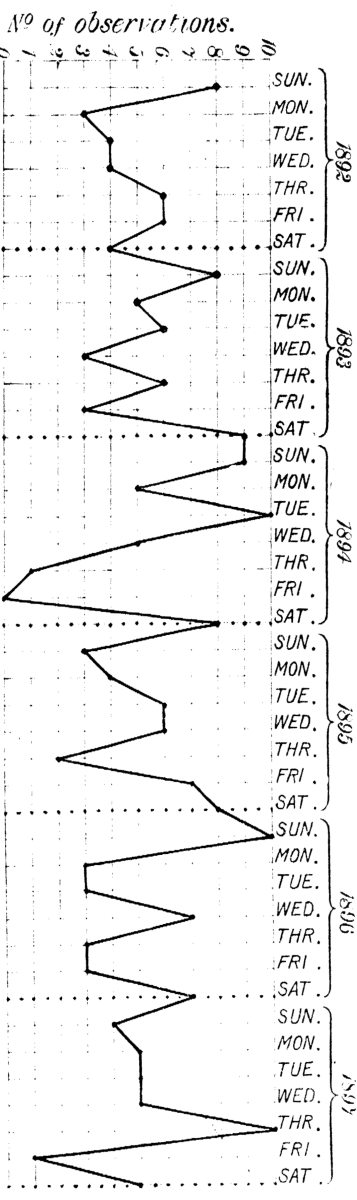 Nº of observations.
0 1 2 3 4 5 6 7 8 9 10
1892
SUN.
MON.
TUE.
WED.
THR.
FRI.
SAT.
1893
SUN.
MON.
TUE.
WED.
THR.
FRI.
SAT.
1894
SUN.
MON.
TUE.
WED.
THR.
FRI.
SAT.
1895
SUN.
MON.
TUE.
WED.
THR.
FRI.
SAT.
1896
SUN.
MON.
TUE.
WED.
THR.
FRI.
SAT.
1897
SUN.
MON.
TUE.
WED.
THR.
FRI.
SAT.